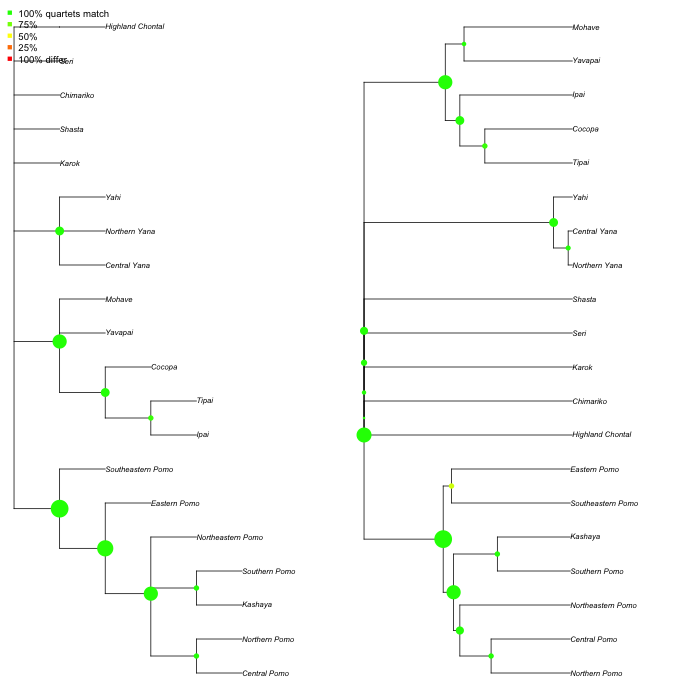 100% quartets match
75%
50%
25%
100% differ
Highland Chontal
Seri
Chimariko
Shasta
Karok
Yahi
Northern Yana
Central Yana
Mohave
Yavapai
Cocopa
Tipai
Ipai
Southeastern Pomo
Eastern Pomo
Northeastern Pomo
Southern Pomo
Kashaya
Northern Pomo
Central Pomo
Mohave
Yavapai
Ipai
Cocopa
Tipai
Yahi
Central Yana
Northern Yana
Shasta
Seri
Karok
Chimariko
Highland Chontal
Eastern Pomo
Southeastern Pomo
Kashaya
Southern Pomo
Northeastern Pomo
Central Pomo
Northern Pomo